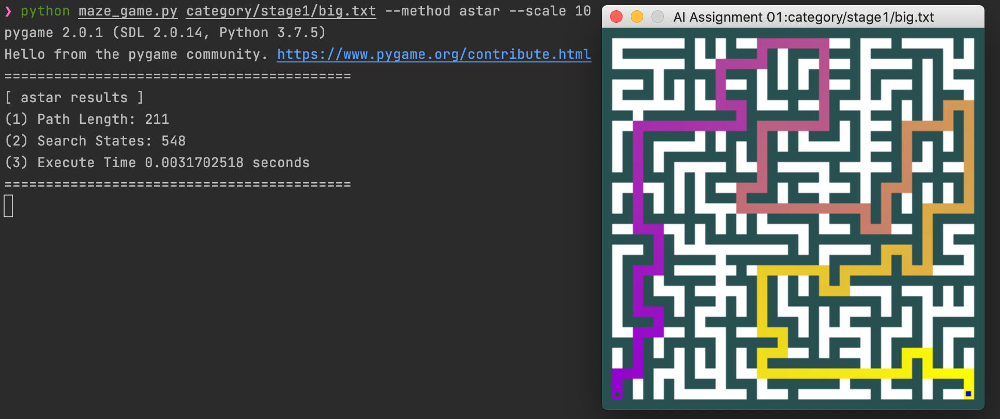 ❯ python maze_game.py category/stage1/big.txt --method astar --scale 10
pygame 2.0.1 (SDL 2.0.14, Python 3.7.5)
Hello from the pygame community. https://www.pygame.org/contribute.html
==========================================
[ astar results ]
(1) Path Length: 211
(2) Search States: 548
(3) Execute Time 0.0031702518 seconds
==========================================
AI Assignment 01:category/stage1/big.txt